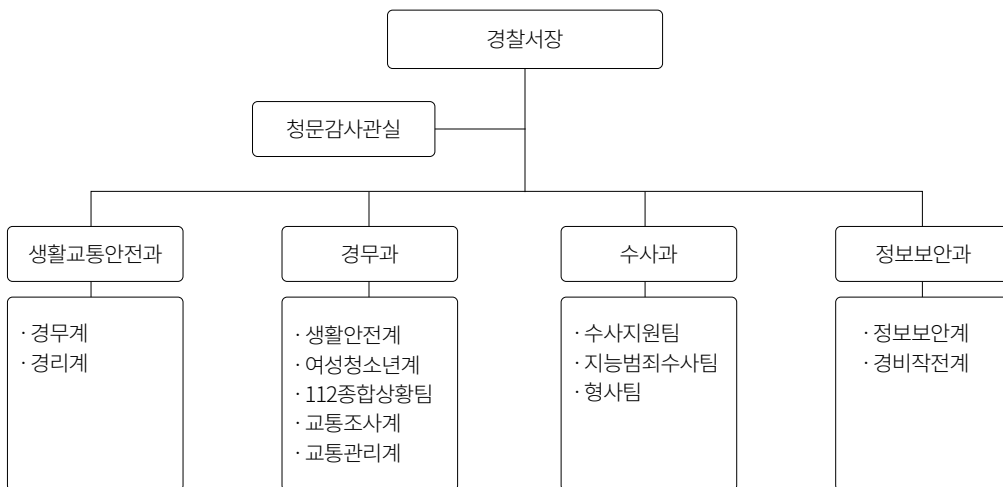 경찰서장
청문감사관실
생활교통안전과
경무과
수사과
정보보안과
· 경무계
· 경리계
· 생활안전계
· 여성청소년계
· 112종합상황팀
· 교통조사계
· 교통관리계
· 수사지원팀
· 지능범죄수사팀
· 형사팀
· 정보보안계
· 경비작전계